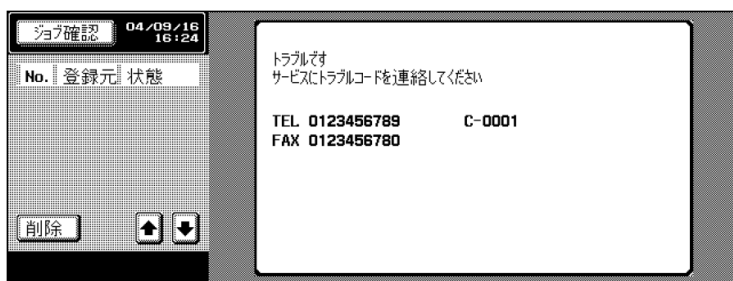 ジョブ確認 04/09/16
16:24
No. 登録元 状態
削除
トラブルです
サービスにトラブルコードを連絡してください
TEL 0123456789 C-0001
FAX 0123456780